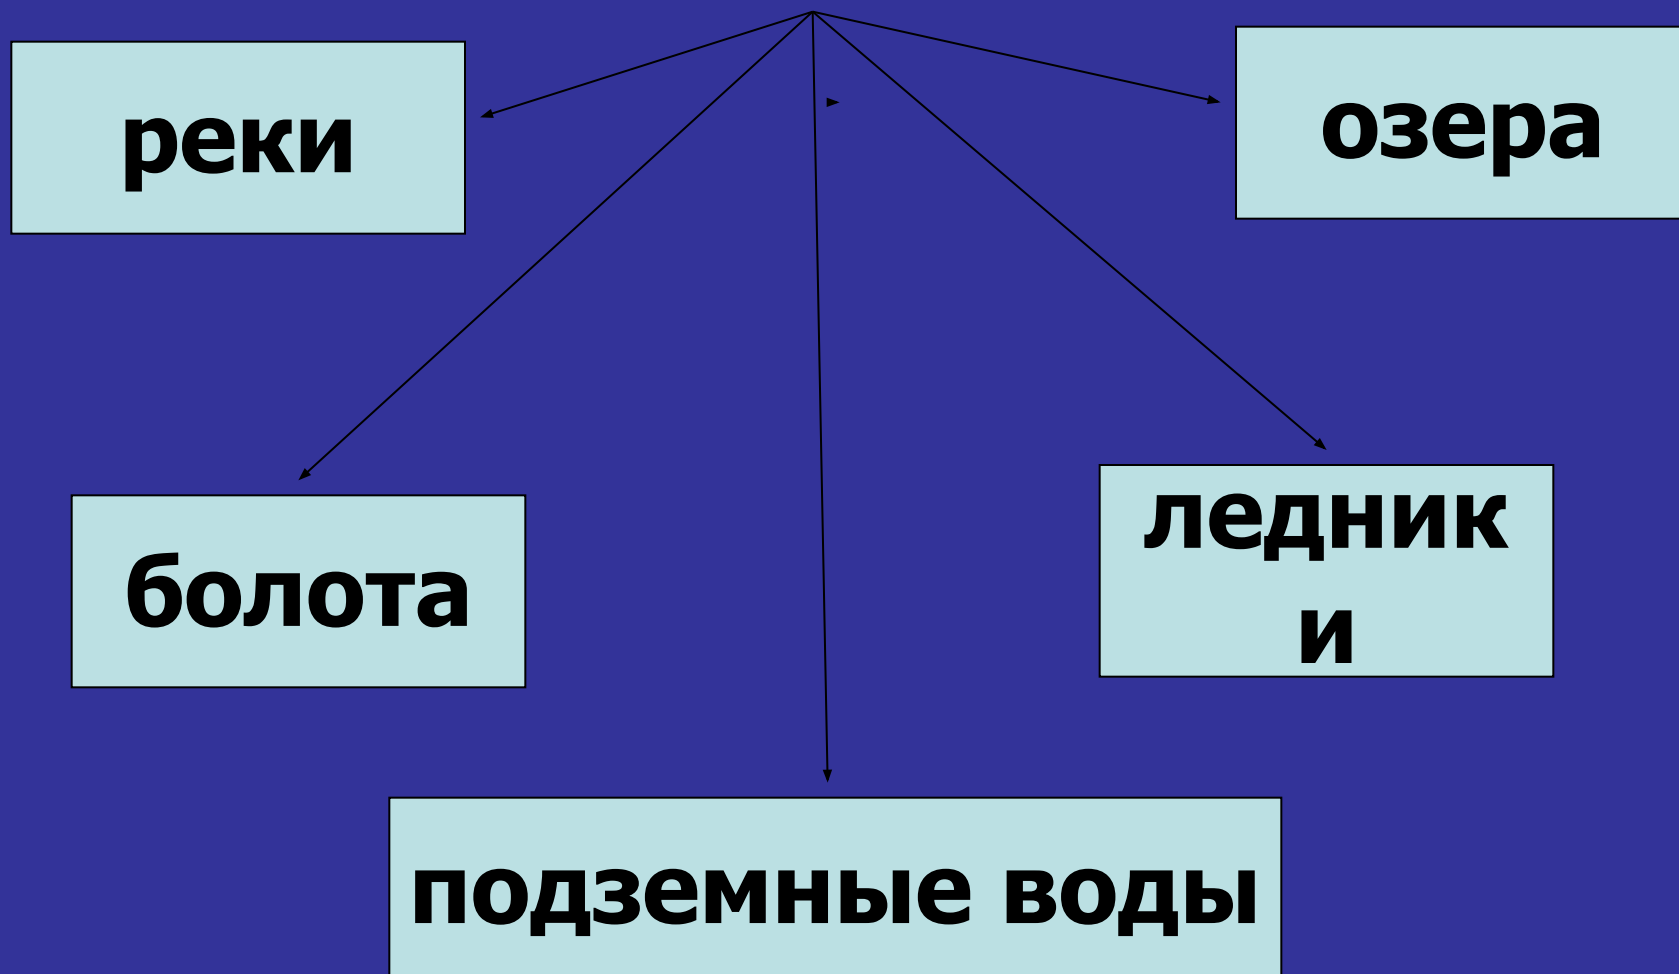 реки
озера
болота
ледник
и
подземные воды